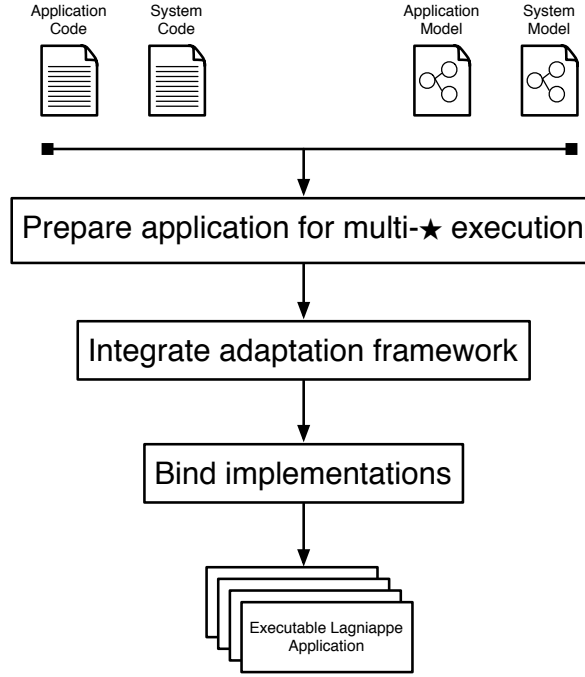 Application
Code
System
Code
Application
Model
System
Model
Prepare application for multi-★ execution
Integrate adaptation framework
Bind implementations
Executable Lagniappe
Application